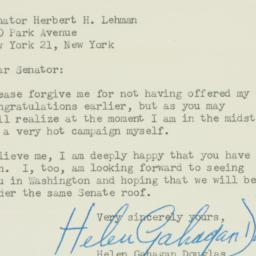 nator Herbert H. Lehman
0 Park Avenue
w York 21, New York
ar Senator:
ease forgive me for not having offered my
ngratulations earlier, but as you may
ll realize at the moment I am in the midst
a very hot campaign myself.
lieve me, I am deeply happy that you have
n. I, too, am looking forward to seeing
u in Washington and hoping that we will be
der the same Senate roof.
Very sincerely yours,
Helen Gahagan D
Helen Gahagan Douglas